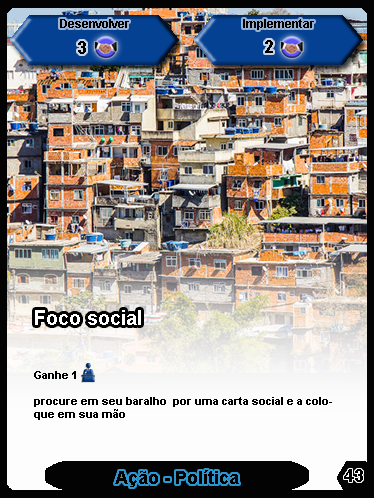 Desenvolver
3
Implementar
2
Foco social
Ganhe 1
procure em seu baralho por uma carta social e a colo-
que em sua mão
Ação - Política
43